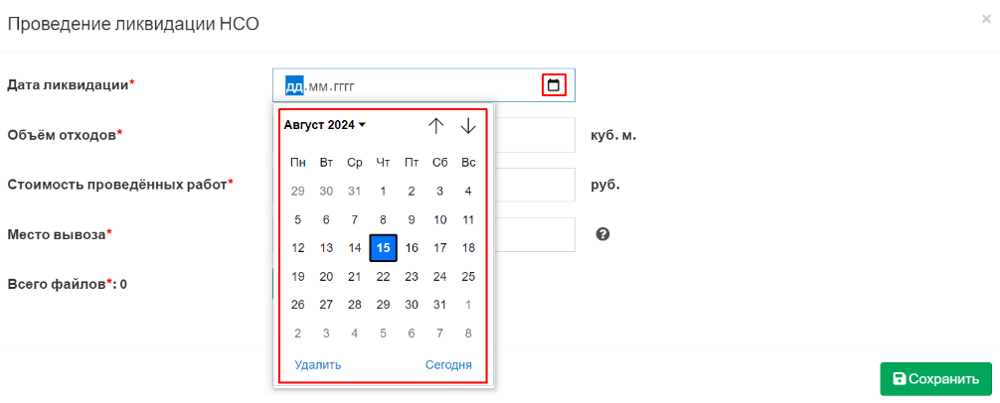 Проведение ликвидации НСО
×
Дата ликвидации*
дд.мм.гггг
Август 2024
Пн Вт Ср Чт Пт Сб Вс
29 30 31 1 2 3 4
5 6 7 8 9 10 11
12 13 14 15 16 17 18
19 20 21 22 23 24 25
26 27 28 29 30 31 1
2 3 4 5 6 7 8
Удалить Сегодня
Объём отходов*
куб. м.
Стоимость проведённых работ*
руб.
Место вывоза*
?
Всего файлов*: 0
Сохранить